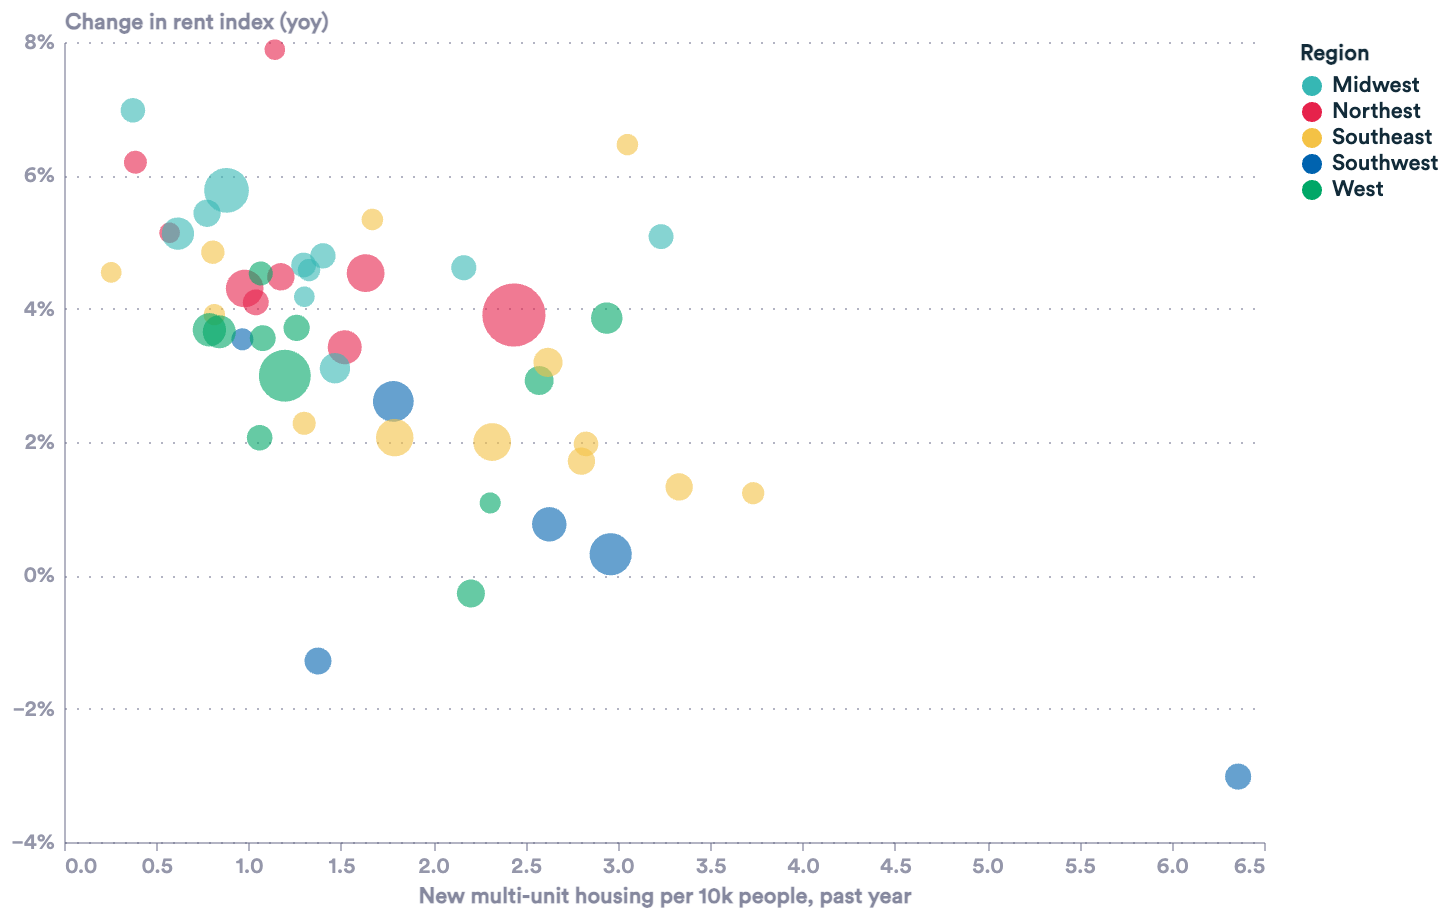 Change in rent index (yoy)
8%
6%
4%
2%
0%
−2%
−4%
0.0 0.5 1.0 1.5 2.0 2.5 3.0 3.5 4.0 4.5 5.0 5.5 6.0 6.5
New multi-unit housing per 10k people, past year
Region
Midwest
Northest
Southeast
Southwest
West